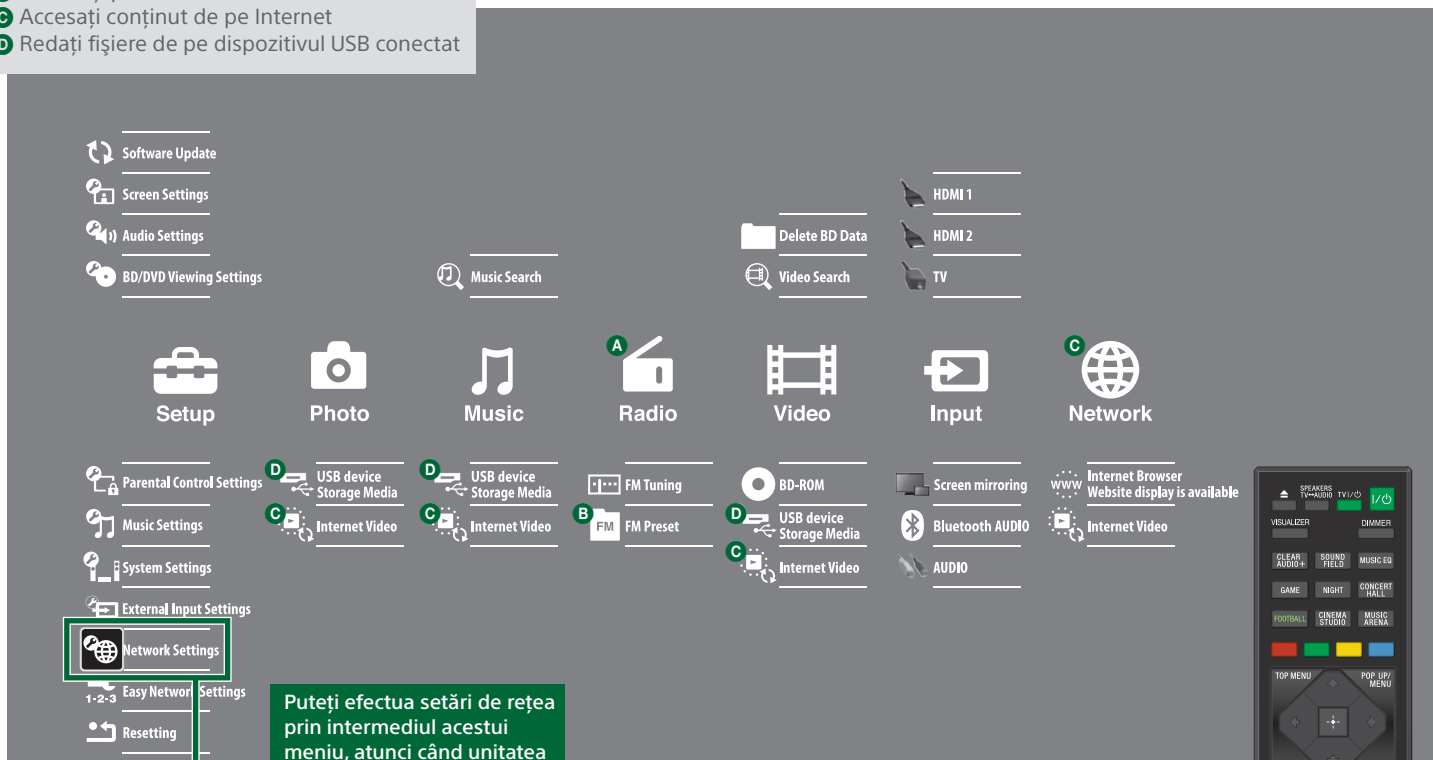 C Accesați conținut de pe Internet
D Redați fişiere de pe dispozitivul USB conectat
Software Update
Screen Settings
Audio Settings
BD/DVD Viewing Settings
Music Search
Delete BD Data
Video Search
HDMI 1
HDMI 2
TV
A
C
Setup
Photo
Music
Radio
Video
Input
Network
Parental Control Settings
Music Settings
System Settings
External Input Settings
Network Settings
1-2-3 Easy Network Settings
Resetting
D USB device
Storage Media
C Internet Video
D USB device
Storage Media
C Internet Video
FM Tuning
B FM FM Preset
BD-ROM
D USB device
Storage Media
C Internet Video
Screen mirroring
Bluetooth AUDIO
AUDIO
www Internet Browser
Website display is available
Internet Video
Puteți efectua setări de rețea
prin intermediul acestui
meniu, atunci când unitatea
SPEAKERS
TV↔AUDIO
TV I/⏻
I/⏻
VISUALIZER
DIMMER
CLEAR
AUDIO+
SOUND
FIELD
MUSIC EQ
GAME
NIGHT
CONCERT
HALL
FOOTBALL
CINEMA
STUDIO
MUSIC
ARENA
TOP MENU
POP UP/
MENU